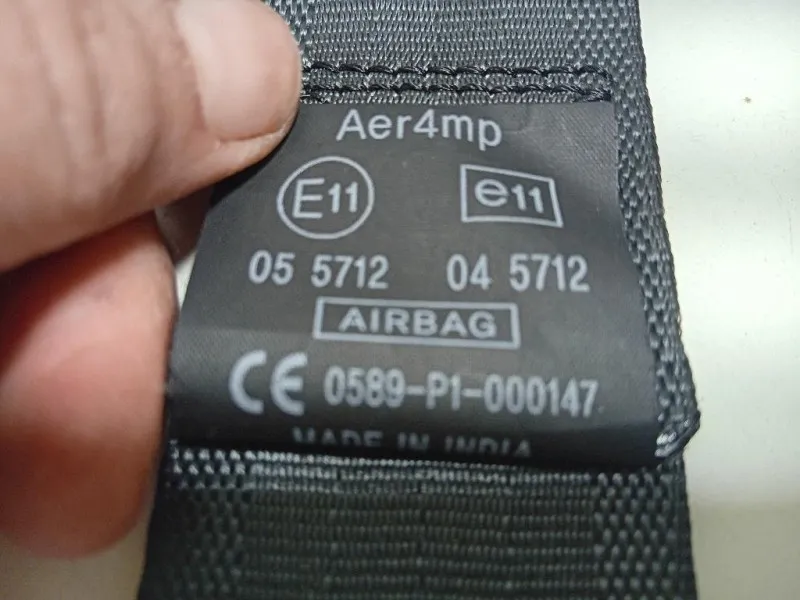 Aer4mp
E11 e11
05 5712 04 5712
AIRBAG
CE 0589-P1-000147
MADE IN INDIA